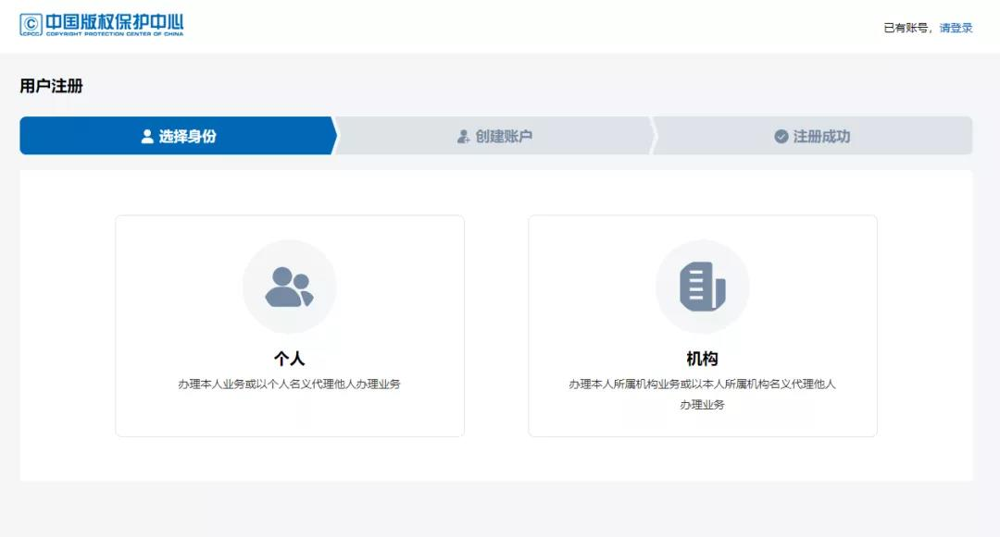 中国版权保护中心
CPCC COPYRIGHT PROTECTION CENTER OF CHINA
已有账号，请登录
用户注册
选择身份
创建账户
注册成功
个人
办理本人业务或以个人名义代理他人办理业务
机构
办理本人所属机构业务或以本人所属机构名义代理他人
办理业务